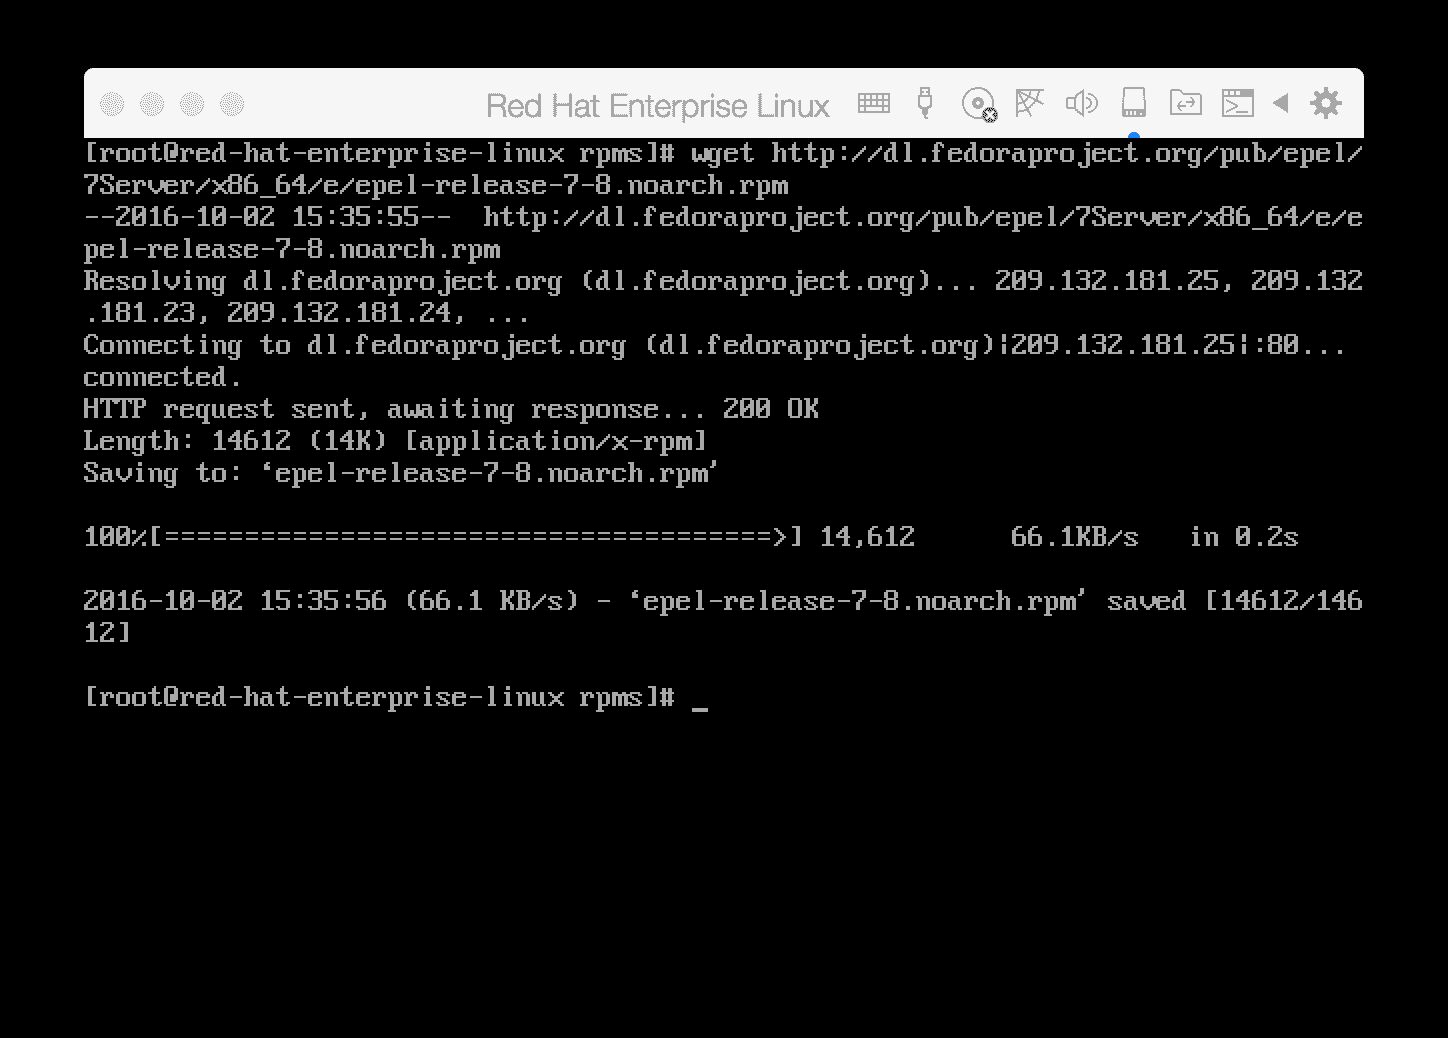 Red Hat Enterprise Linux
[root@red-hat-enterprise-linux rpms]# wget http://dl.fedoraproject.org/pub/epel/
7Server/x86_64/e/epel-release-7-8.noarch.rpm
--2016-10-02 15:35:55--  http://dl.fedoraproject.org/pub/epel/7Server/x86_64/e/e
pel-release-7-8.noarch.rpm
Resolving dl.fedoraproject.org (dl.fedoraproject.org)... 209.132.181.25, 209.132
.181.23, 209.132.181.24, ...
Connecting to dl.fedoraproject.org (dl.fedoraproject.org)|209.132.181.25|:80...
connected.
HTTP request sent, awaiting response... 200 OK
Length: 14612 (14K) [application/x-rpm]
Saving to: ‘epel-release-7-8.noarch.rpm’
100%[======================================>] 14,612      66.1KB/s   in 0.2s
2016-10-02 15:35:56 (66.1 KB/s) - ‘epel-release-7-8.noarch.rpm’ saved [14612/146
12]
[root@red-hat-enterprise-linux rpms]# _